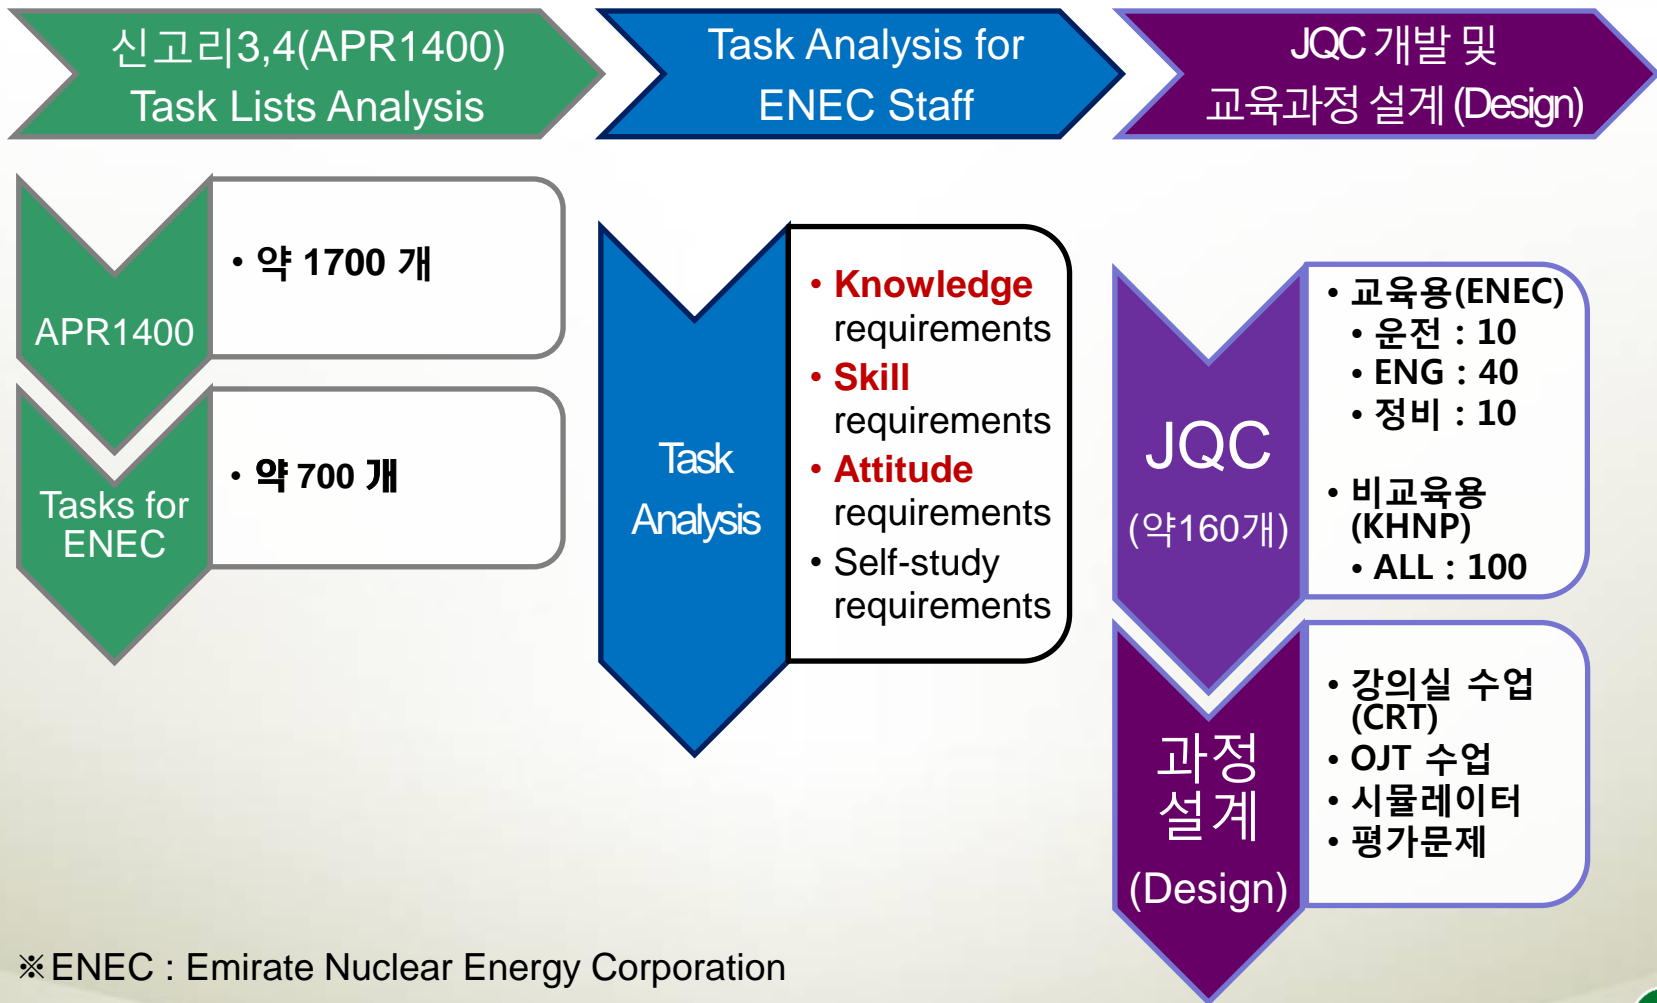 신고리3,4(APR1400)
Task Lists Analysis
Task Analysis for
ENEC Staff
JQC 개발 및
교육과정 설계 (Design)
APR1400
• 약 1700 개
Tasks for
ENEC
• 약 700 개
Task
Analysis
• Knowledge
requirements
• Skill
requirements
• Attitude
requirements
• Self-study
requirements
JQC
(약160개)
• 교육용(ENEC)
• 운전 : 10
• ENG : 40
• 정비 : 10
• 비교육용
(KHNP)
• ALL : 100
과정
설계
(Design)
• 강의실 수업
(CRT)
• OJT 수업
• 시뮬레이터
• 평가문제
※ ENEC : Emirate Nuclear Energy Corporation